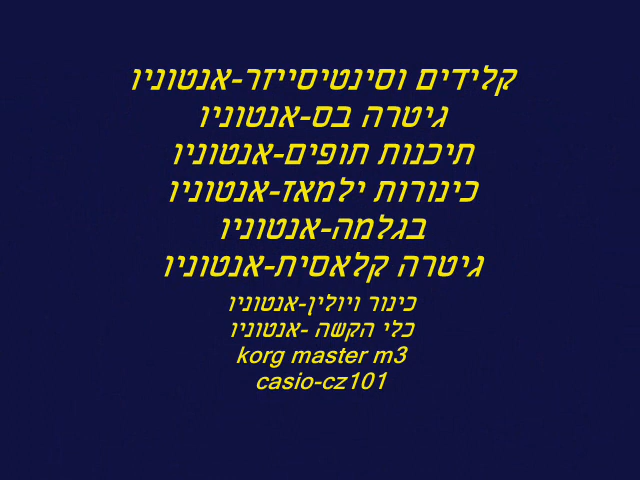 קלידים וסינטיסייזר-אנטוניו
גיטרה בס-אנטוניו
תיכנות תופים-אנטוניו
כינורות ילמאז-אנטוניו
בגלמה-אנטוניו
גיטרה קלאסית-אנטוניו
כינור ויולין-אנטוניו
כלי הקשה -אנטוניו
korg master m3
casio-cz101